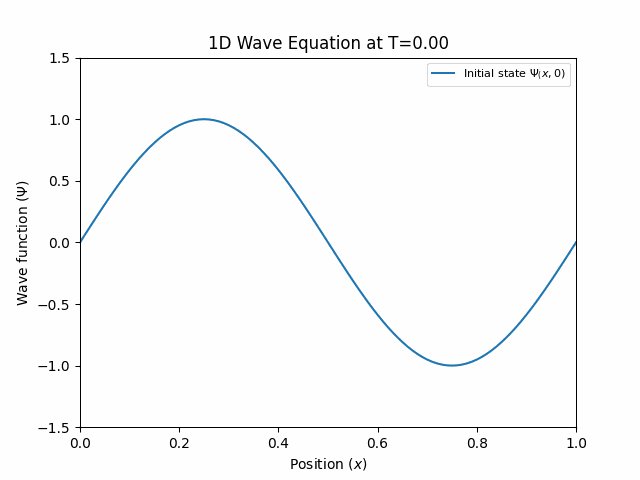 1D Wave Equation at T=0.00
Initial state Ψ(x, 0)
1.5
1.0
0.5
0.0
−0.5
−1.0
−1.5
Wave function (Ψ)
0.0 0.2 0.4 0.6 0.8 1.0
Position (x)